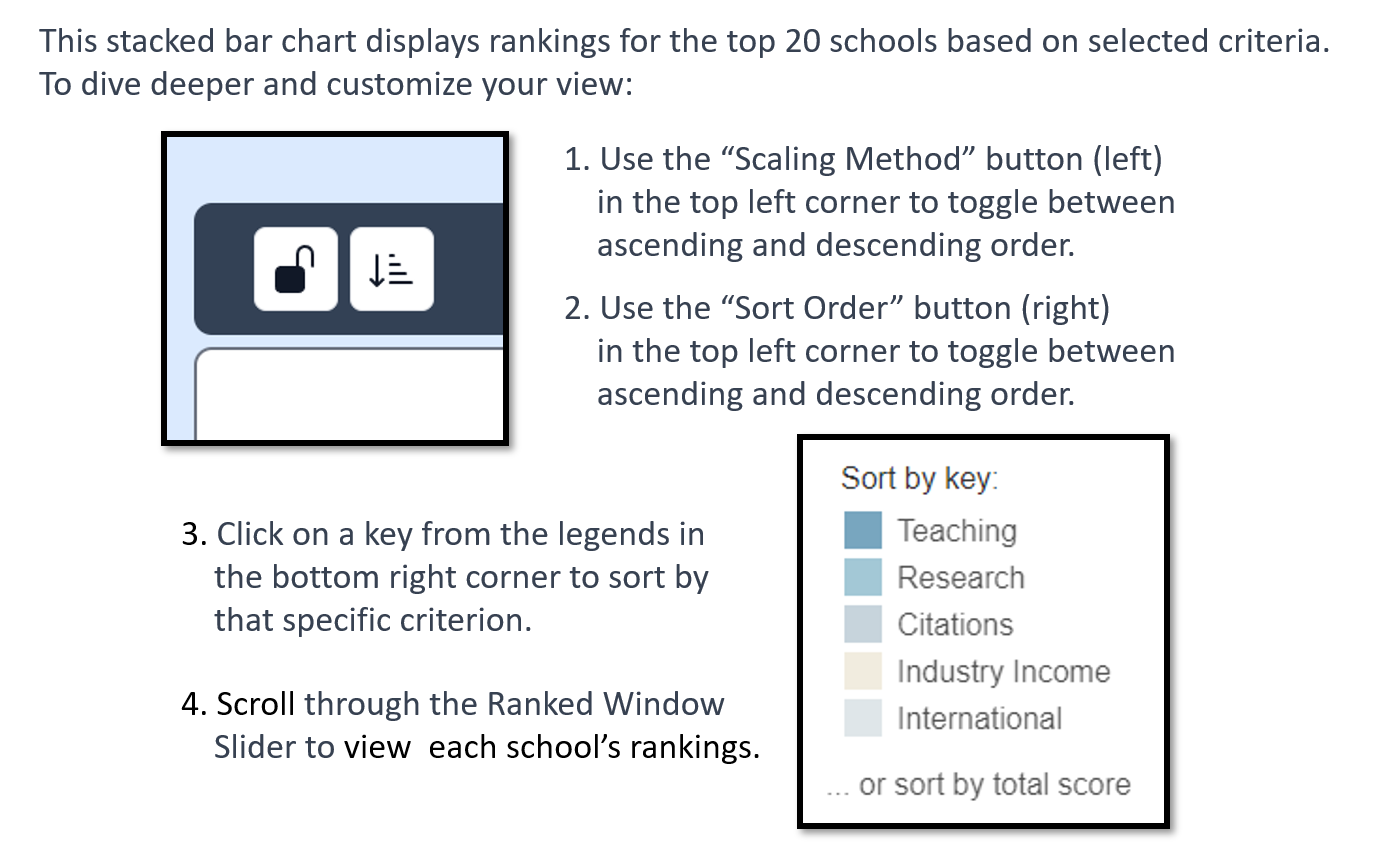 This stacked bar chart displays rankings for the top 20 schools based on selected criteria.
To dive deeper and customize your view:
1. Use the “Scaling Method” button (left)
in the top left corner to toggle between
ascending and descending order.
2. Use the “Sort Order” button (right)
in the top left corner to toggle between
ascending and descending order.
3. Click on a key from the legends in
the bottom right corner to sort by
that specific criterion.
4. Scroll through the Ranked Window
Slider to view  each school’s rankings.
Sort by key:
Teaching
Research
Citations
Industry Income
International
... or sort by total score